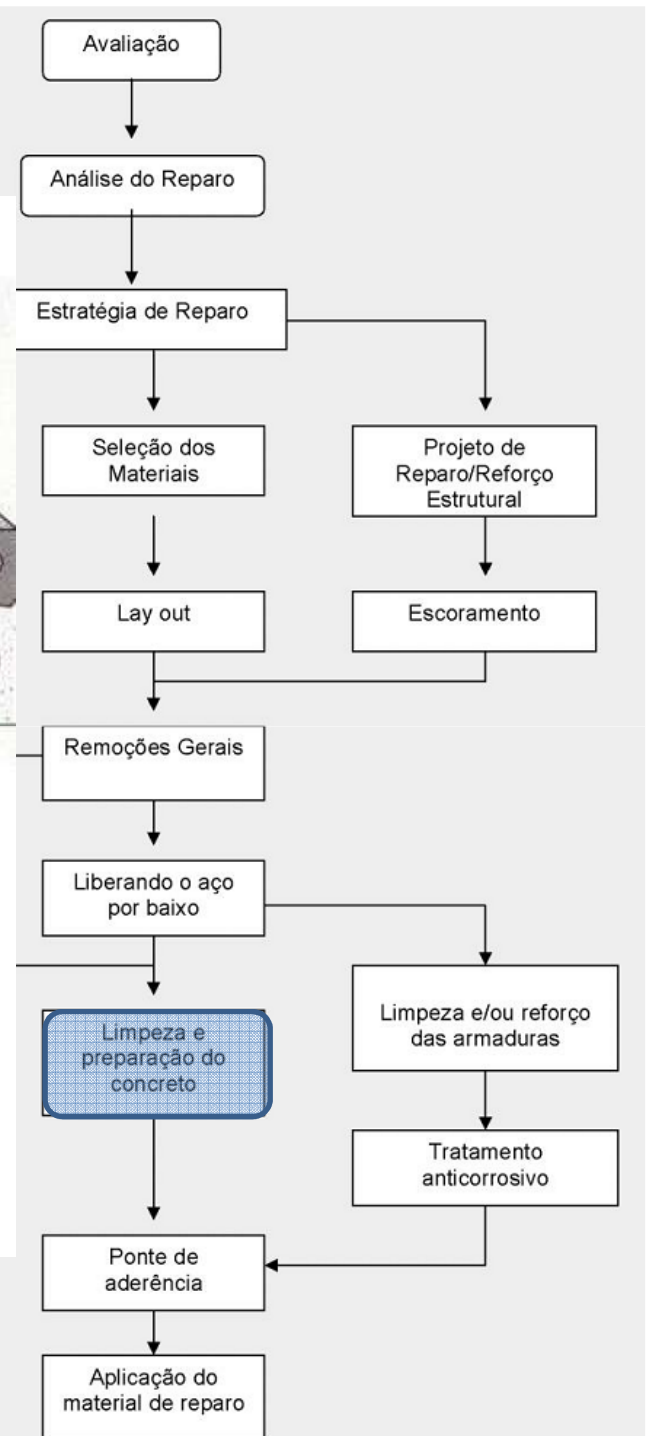 Avaliação
Análise do Reparo
Estratégia de Reparo
Seleção dos
Materiais
Projeto de
Reparo/Reforço
Estrutural
Lay out
Escoramento
Remoções Gerais
Liberando o aço
por baixo
Limpeza e
preparação do
concreto
Limpeza e/ou reforço
das armaduras
Tratamento
anticorrosivo
Ponte de
aderência
Aplicação do
material de reparo